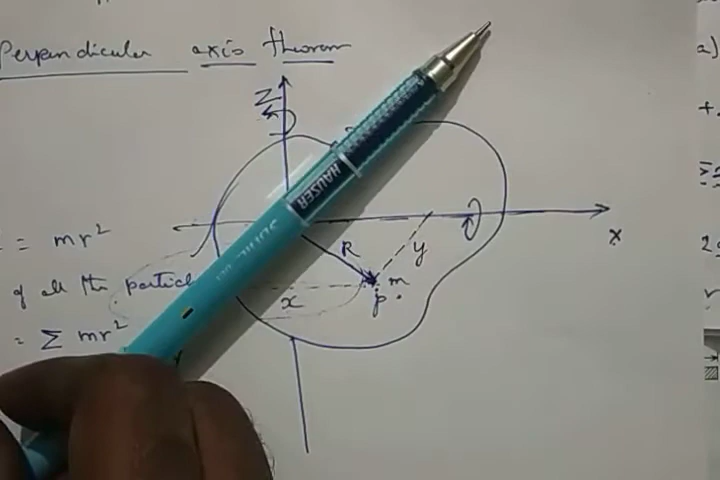 Perpendicular axis theorem
Z
HAUSER
x
= mr²
R
y
of all the particl
m
x
p.
= Σ mr²
a)
+.